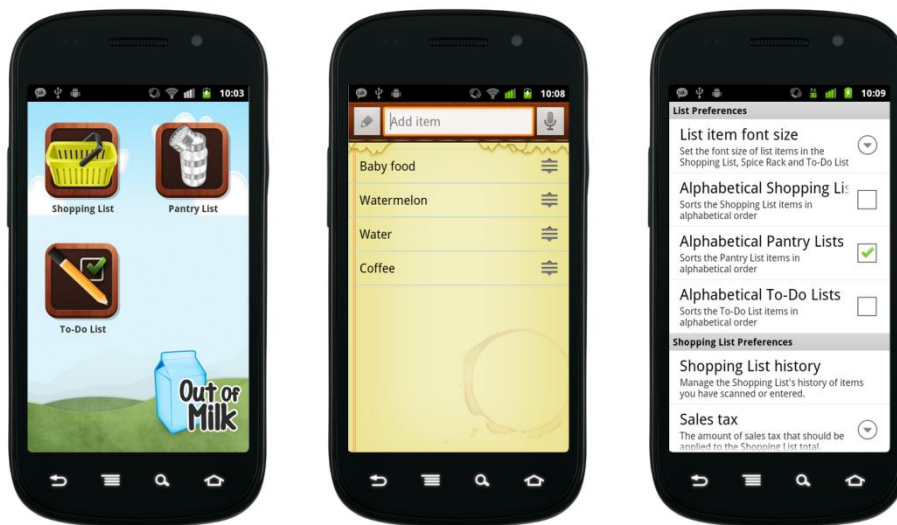 10:03
Shopping List
Pantry List
To-Do List
Out of
Milk
10:08
Add item
Baby food
Watermelon
Water
Coffee
10:09
List Preferences
List item font size
Set the font size of list items in the
Shopping List, Spice Rack and To-Do List
Alphabetical Shopping Lis
Sorts the Shopping List items in
alphabetical order
Alphabetical Pantry Lists
Sorts the Pantry List items in
alphabetical order
Alphabetical To-Do Lists
Sorts the To-Do List items in
alphabetical order
Shopping List Preferences
Shopping List history
Manage the Shopping List's history of items
you have scanned or entered.
Sales tax
The amount of sales tax that should be
applied to the Shopping List total.